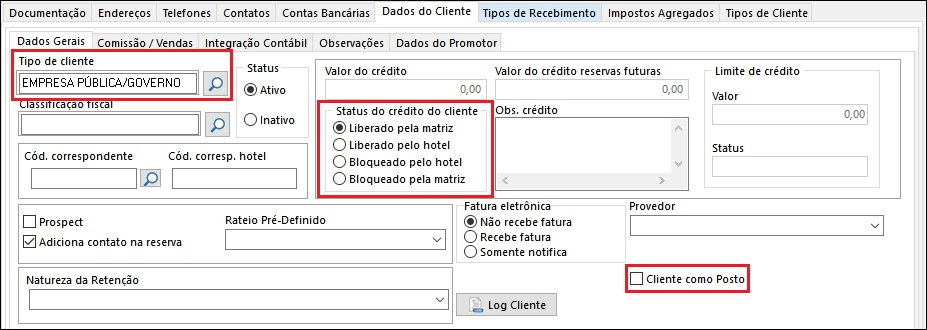 Documentação Endereços Telefones Contatos Contas Bancárias Dados do Cliente Tipos de Recebimento Impostos Agregados Tipos de Cliente
Dados Gerais Comissão / Vendas Integração Contábil Observações Dados do Promotor
Tipo de cliente
EMPRESA PÚBLICA/GOVERNO
Classificação fiscal
Status
Ativo
Inativo
Cód. correspondente Cód. corresp. hotel
Valor do crédito
0,00
Valor do crédito reservas futuras
0,00
Status do crédito do cliente
Liberado pela matriz
Liberado pelo hotel
Bloqueado pelo hotel
Bloqueado pela matriz
Obs. crédito
Limite de crédito
Valor
0,00
Status
Prospect
Adiciona contato na reserva
Rateio Pré-Definido
Fatura eletrônica
Não recebe fatura
Recebe fatura
Somente notifica
Provedor
Natureza da Retenção
Log Cliente
Cliente como Posto